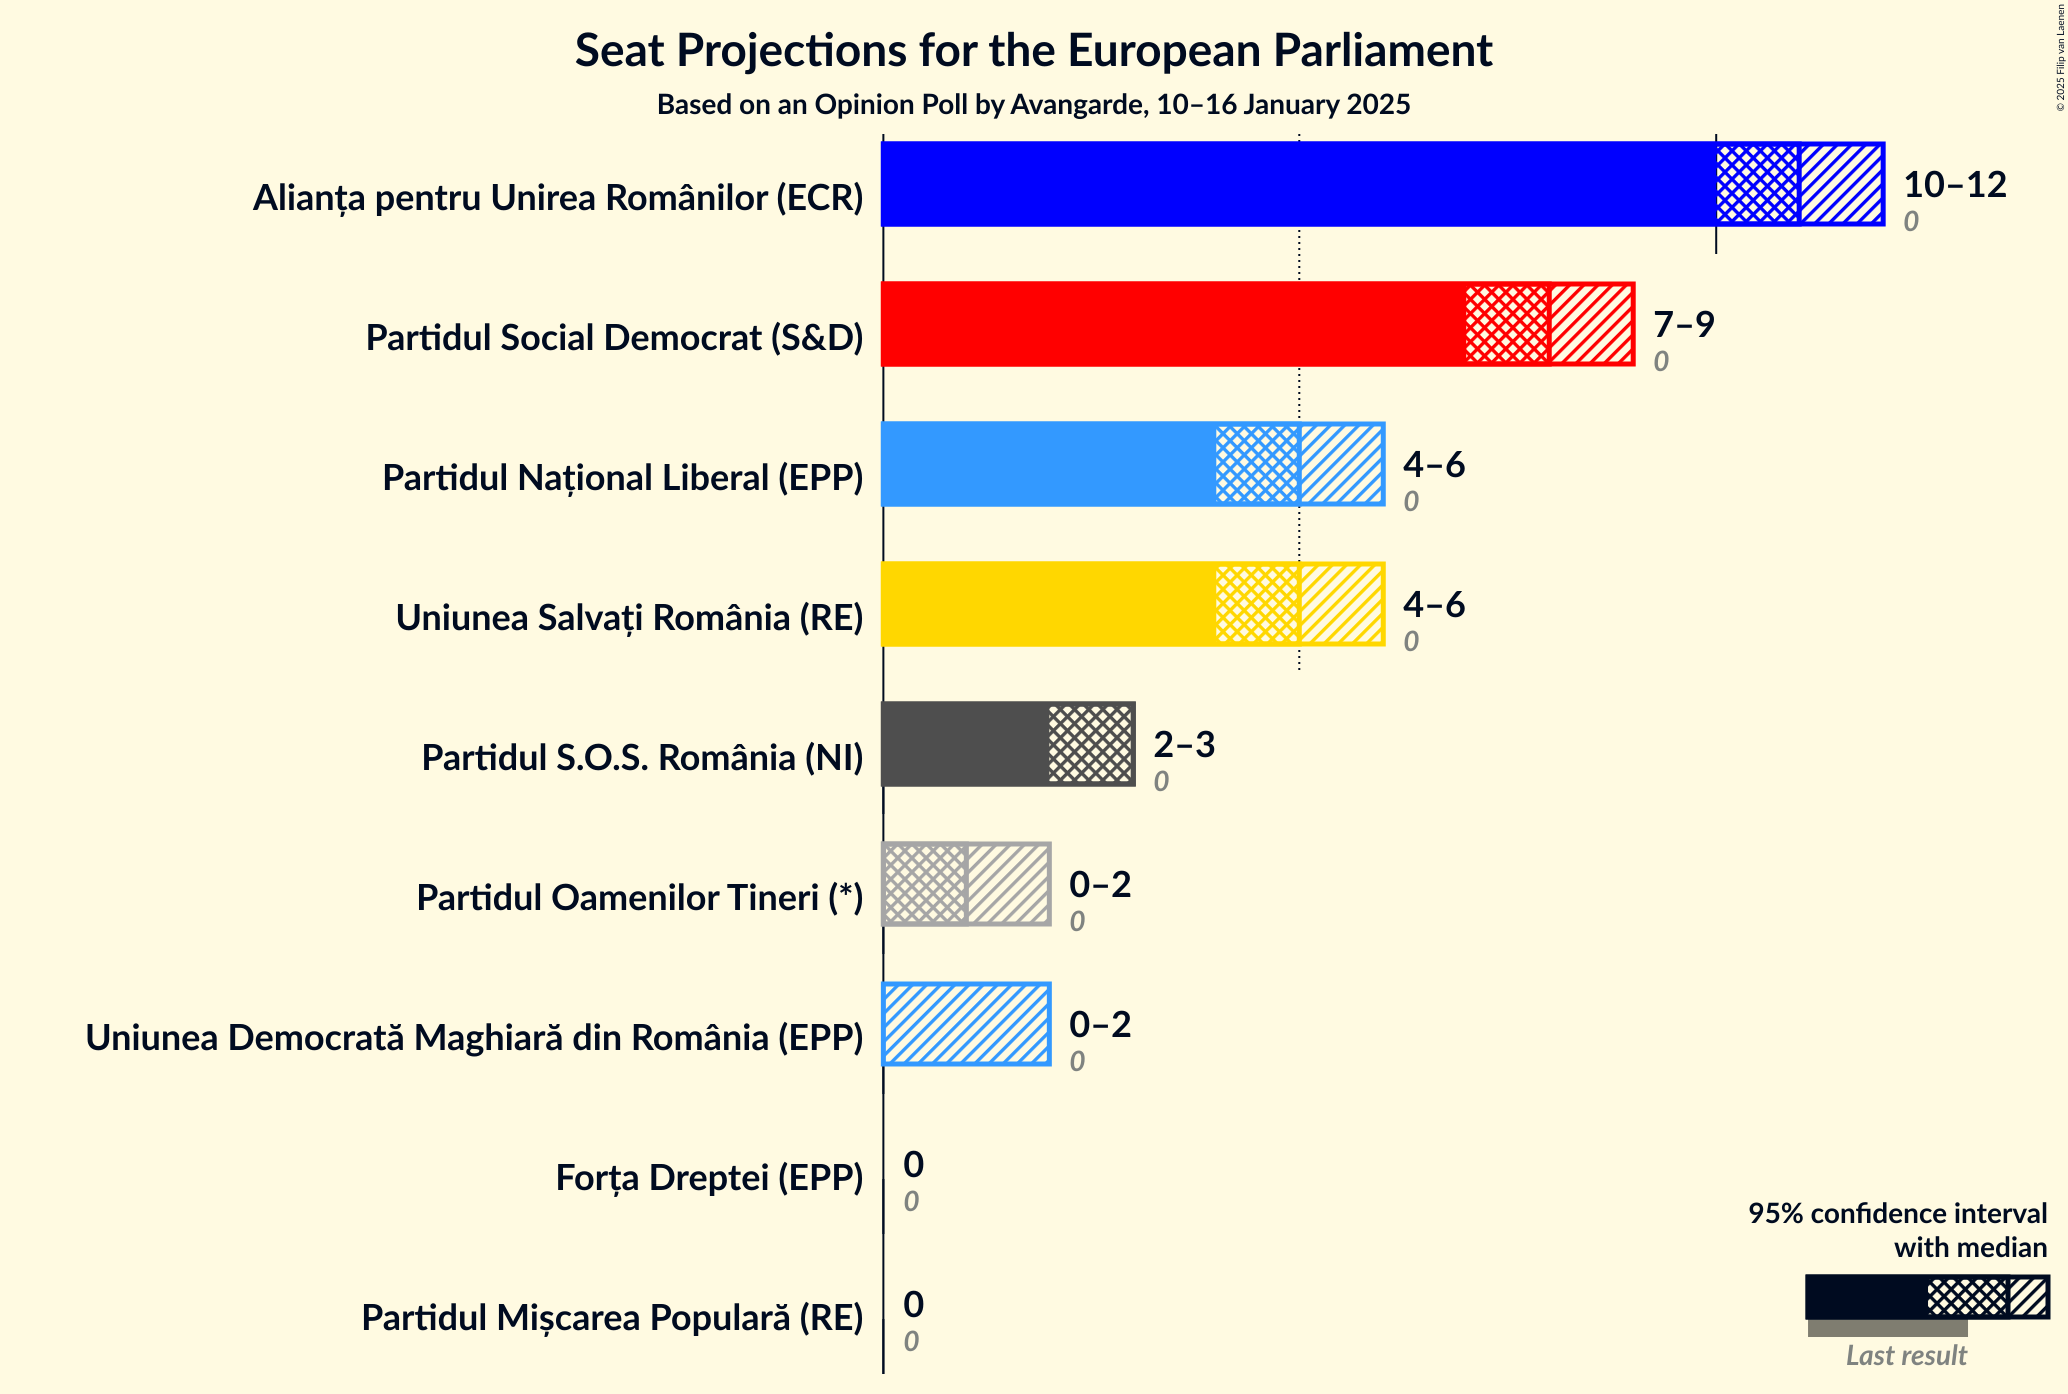 Seat Projections for the European Parliament
Based on an Opinion Poll by Avangarde, 10–16 January 2025
© 2025 Filip van Laenen
Alianța pentru Unirea Românilor (ECR)
10–12
0
Partidul Social Democrat (S&D)
7–9
0
Partidul Național Liberal (EPP)
4–6
0
Uniunea Salvați România (RE)
4–6
0
Partidul S.O.S. România (NI)
2–3
0
Partidul Oamenilor Tineri (*)
0–2
0
Uniunea Democrată Maghiară din România (EPP)
0–2
0
Forța Dreptei (EPP)
0
0
Partidul Mișcarea Populară (RE)
0
0
95% confidence interval
with median
Last result